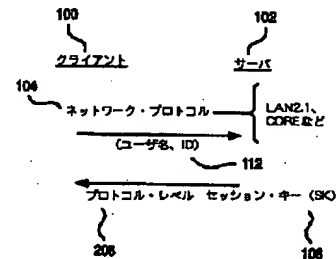 100
102
クライアント
サーバ
104
ネットワーク・プロトコル
LAN2.1、
COREなど
(ユーザ名、ID)
112
プロトコル・レベル セッション・キー (SK)
206
106